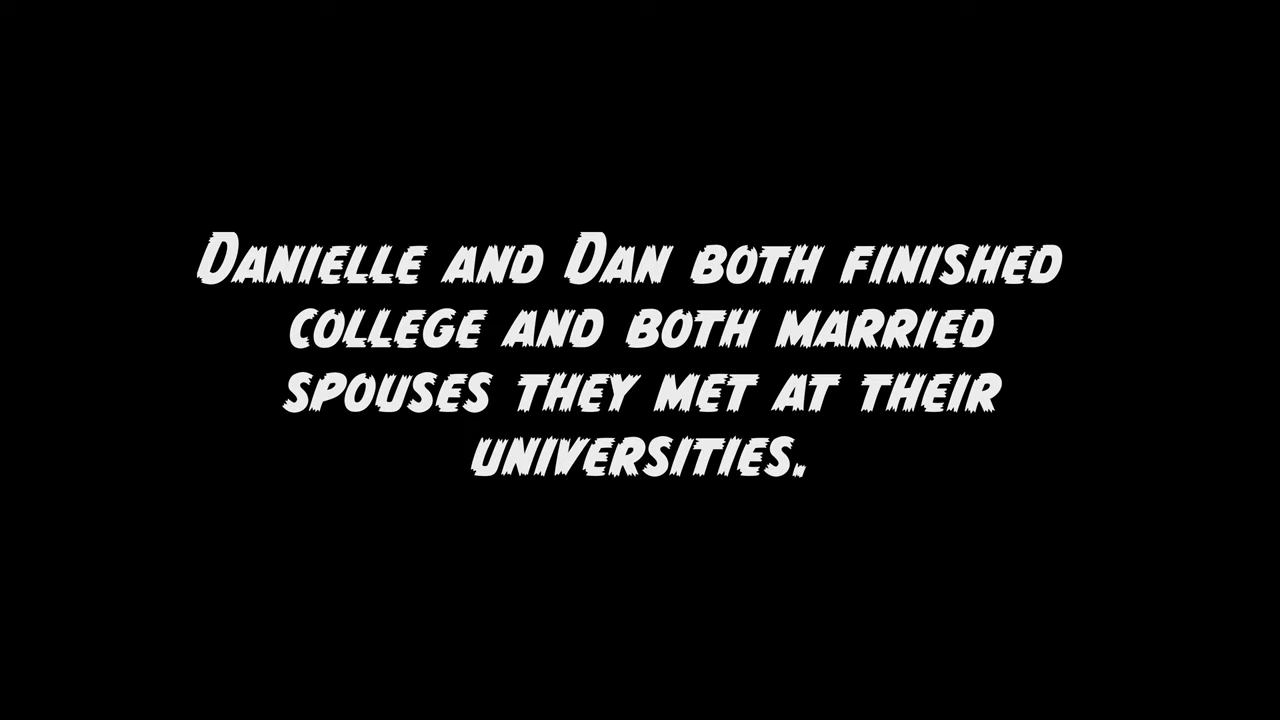 Danielle and Dan both finished
college and both married
spouses they met at their
universities.